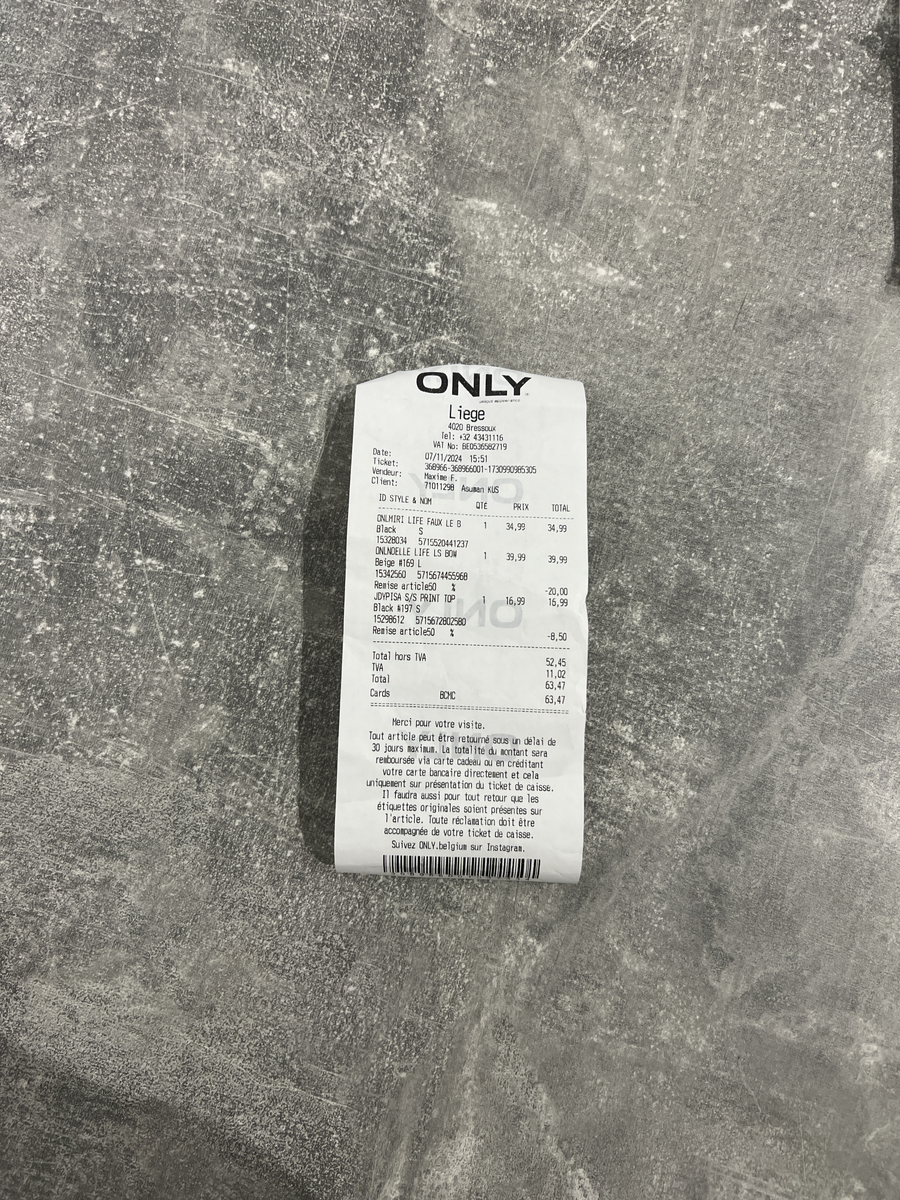 ONLY
Liege
4020 Bressoux
Tel: +32 43431116
VAT No: BE0536582719
Date: 07/11/2024 15:51
Ticket: 368966-368966001-1730990985305
Vendeur: Maxime F.
Client: 71011298 Asuman KUS
ID STYLE & NOM QTE PRIX TOTAL
ONLMIRI LIFE FAUX LE B 1 34,99 34,99
Black S
15328034 5715520441237
ONLNOELLE LIFE LS BOW 1 39,99 39,99
Beige #169 L
15342560 5715674455968
Remise article50 % -20,00
JDYPISA S/S PRINT TOP 1 16,99 16,99
Black #197 S
15298612 5715672802580
Remise article50 % -8,50
Total hors TVA 52,45
TVA 11,02
Total 63,47
Cards BCMC 63,47
Merci pour votre visite.
Tout article peut être retourné sous un délai de
30 jours maximum. La totalité du montant sera
remboursée via carte cadeau ou en créditant
votre carte bancaire directement et cela
uniquement sur présentation du ticket de caisse.
Il faudra aussi pour tout retour que les
étiquettes originales soient présentes sur
l'article. Toute réclamation doit être
accompagnée de votre ticket de caisse.
Suivez ONLY.belgium sur Instagram.